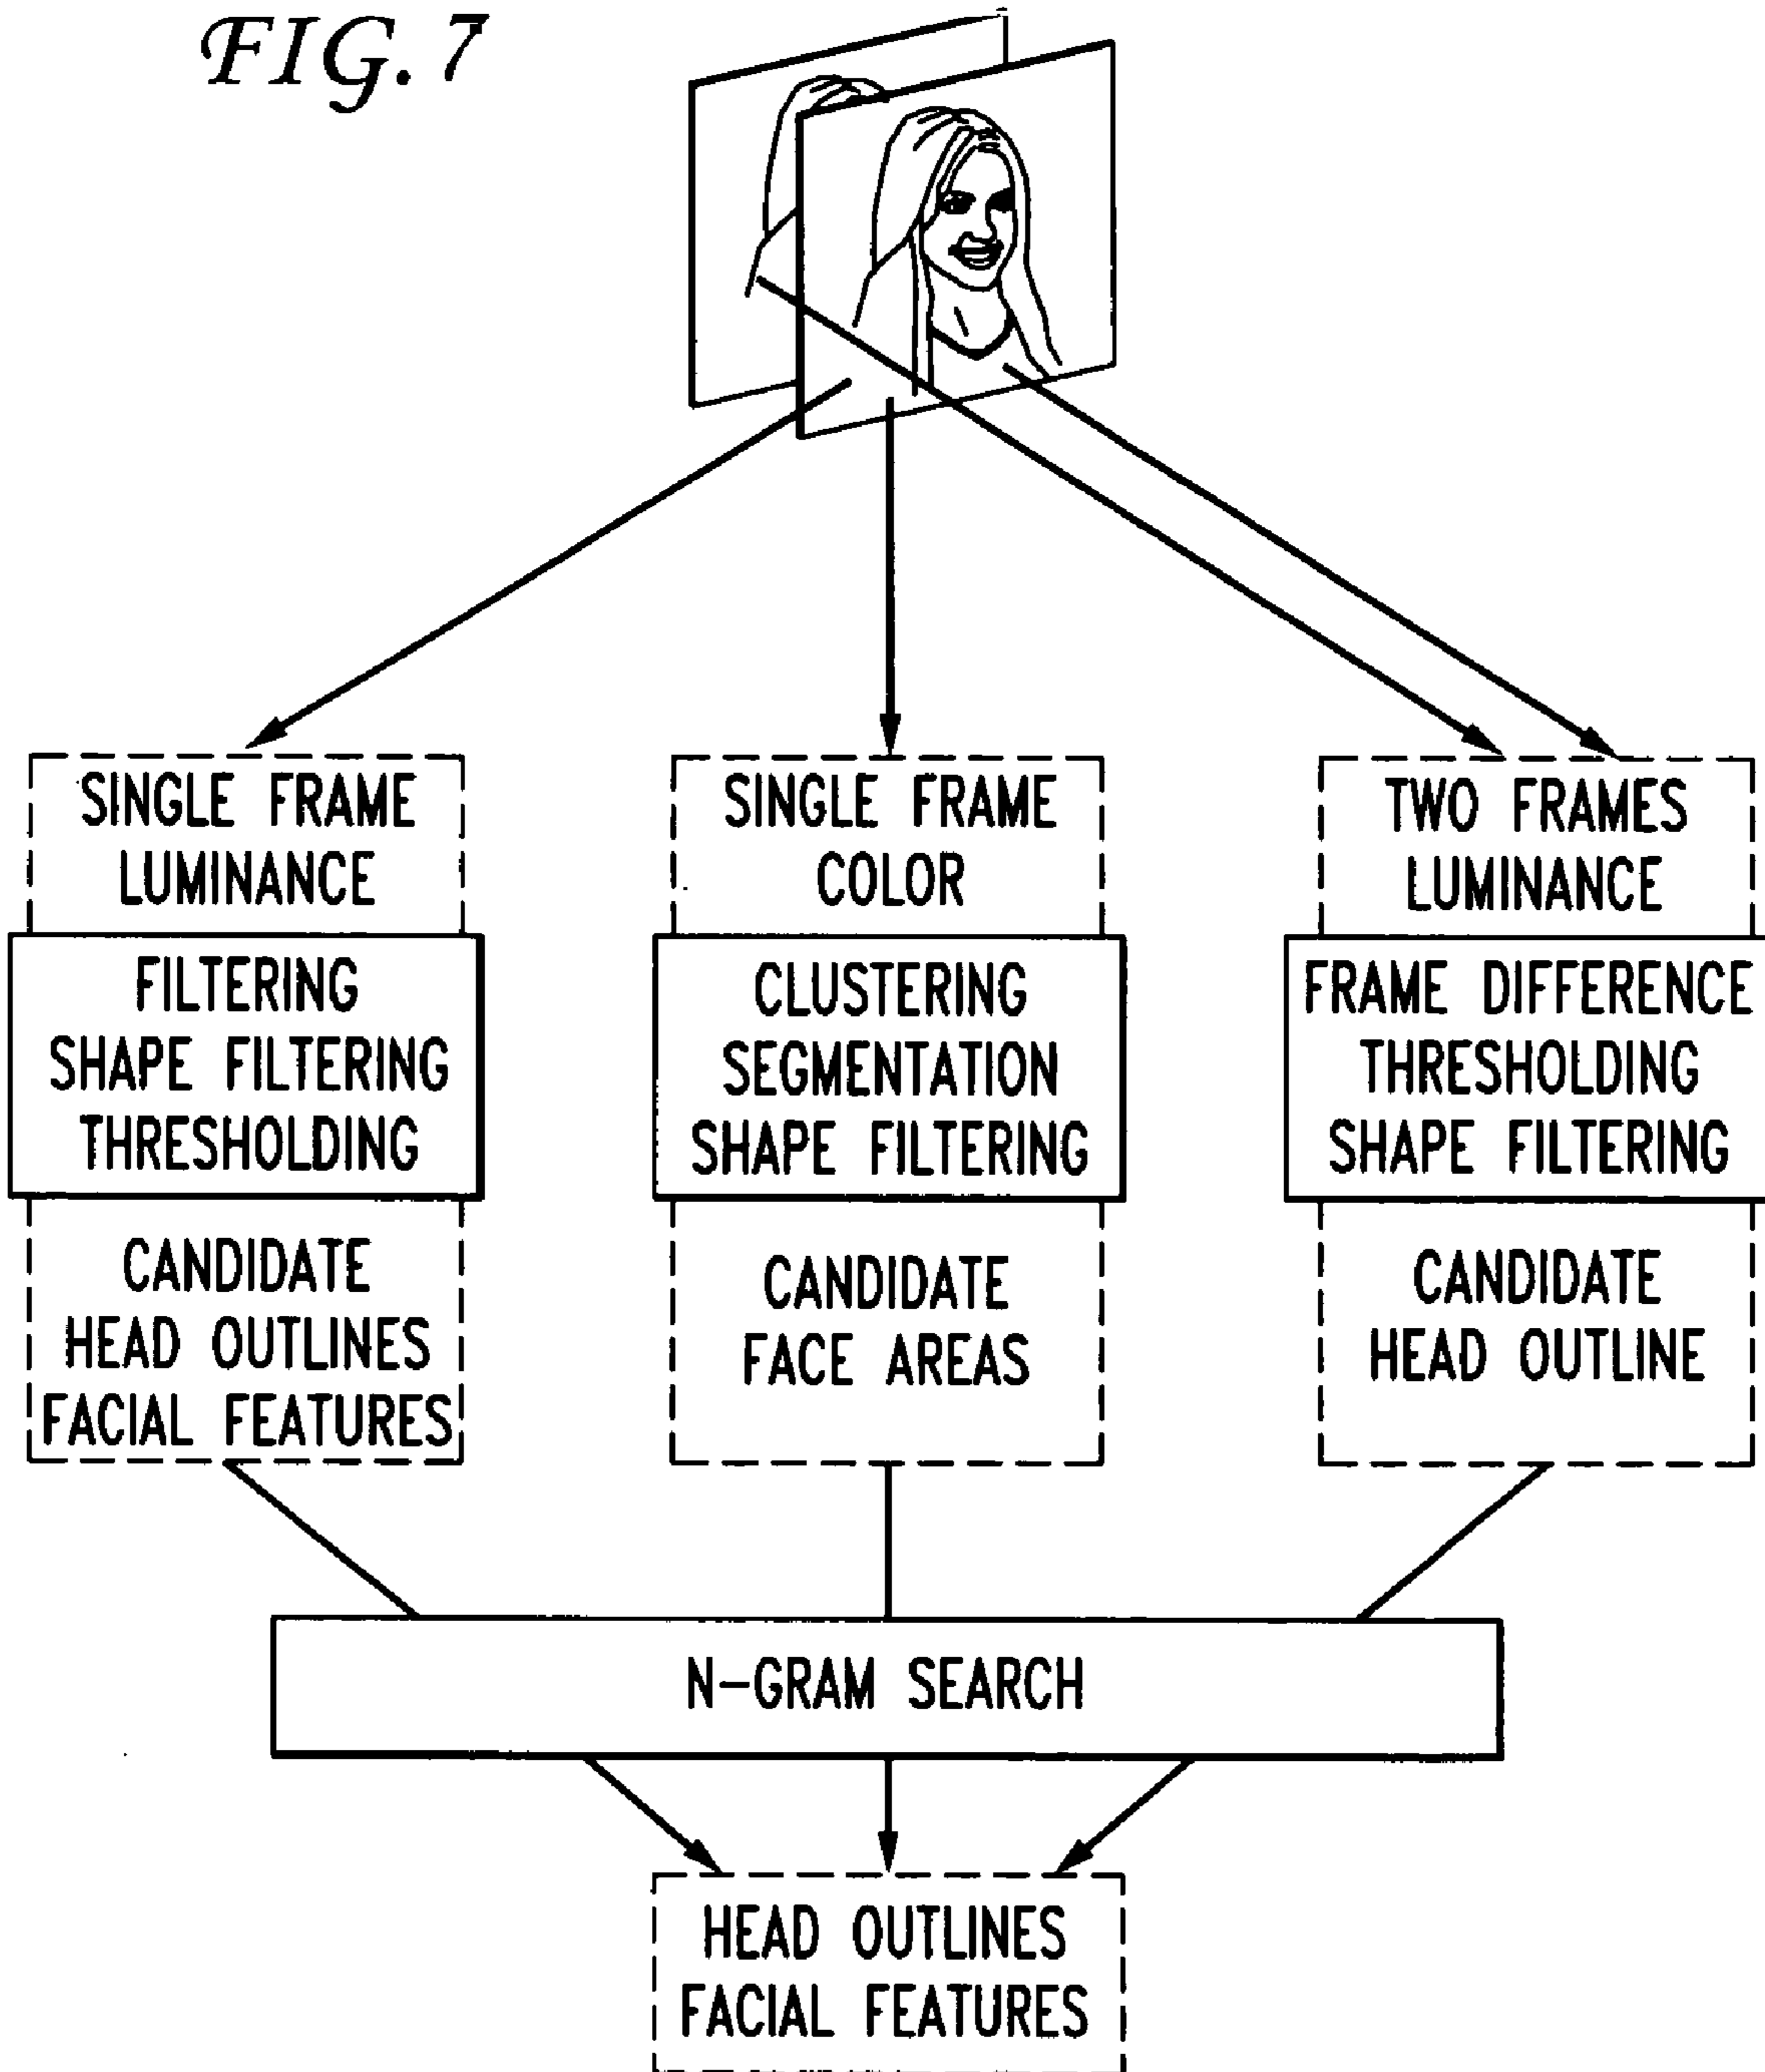 FIG. 7
SINGLE FRAME
LUMINANCE
FILTERING
SHAPE FILTERING
THRESHOLDING
CANDIDATE
HEAD OUTLINES
FACIAL FEATURES
SINGLE FRAME
COLOR
CLUSTERING
SEGMENTATION
SHAPE FILTERING
CANDIDATE
FACE AREAS
TWO FRAMES
LUMINANCE
FRAME DIFFERENCE
THRESHOLDING
SHAPE FILTERING
CANDIDATE
HEAD OUTLINE
N-GRAM SEARCH
HEAD OUTLINES
FACIAL FEATURES